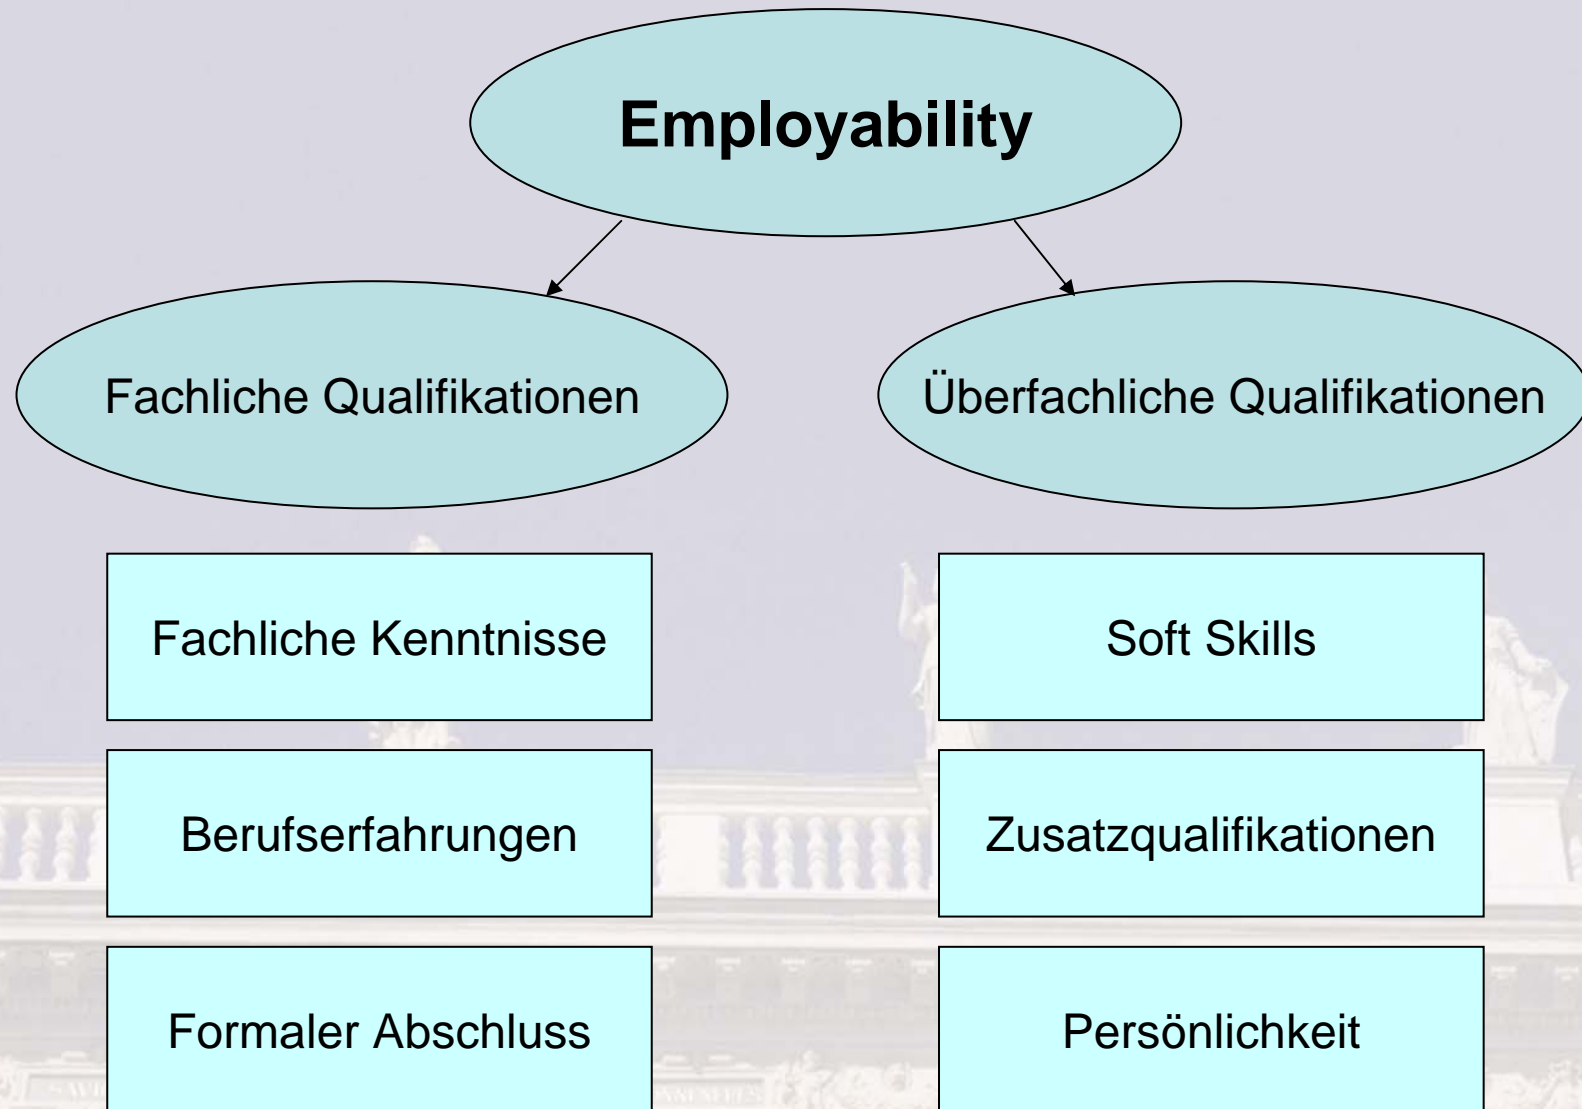 Employability
Fachliche Qualifikationen
Überfachliche Qualifikationen
Fachliche Kenntnisse
Soft Skills
Berufserfahrungen
Zusatzqualifikationen
Formaler Abschluss
Persönlichkeit